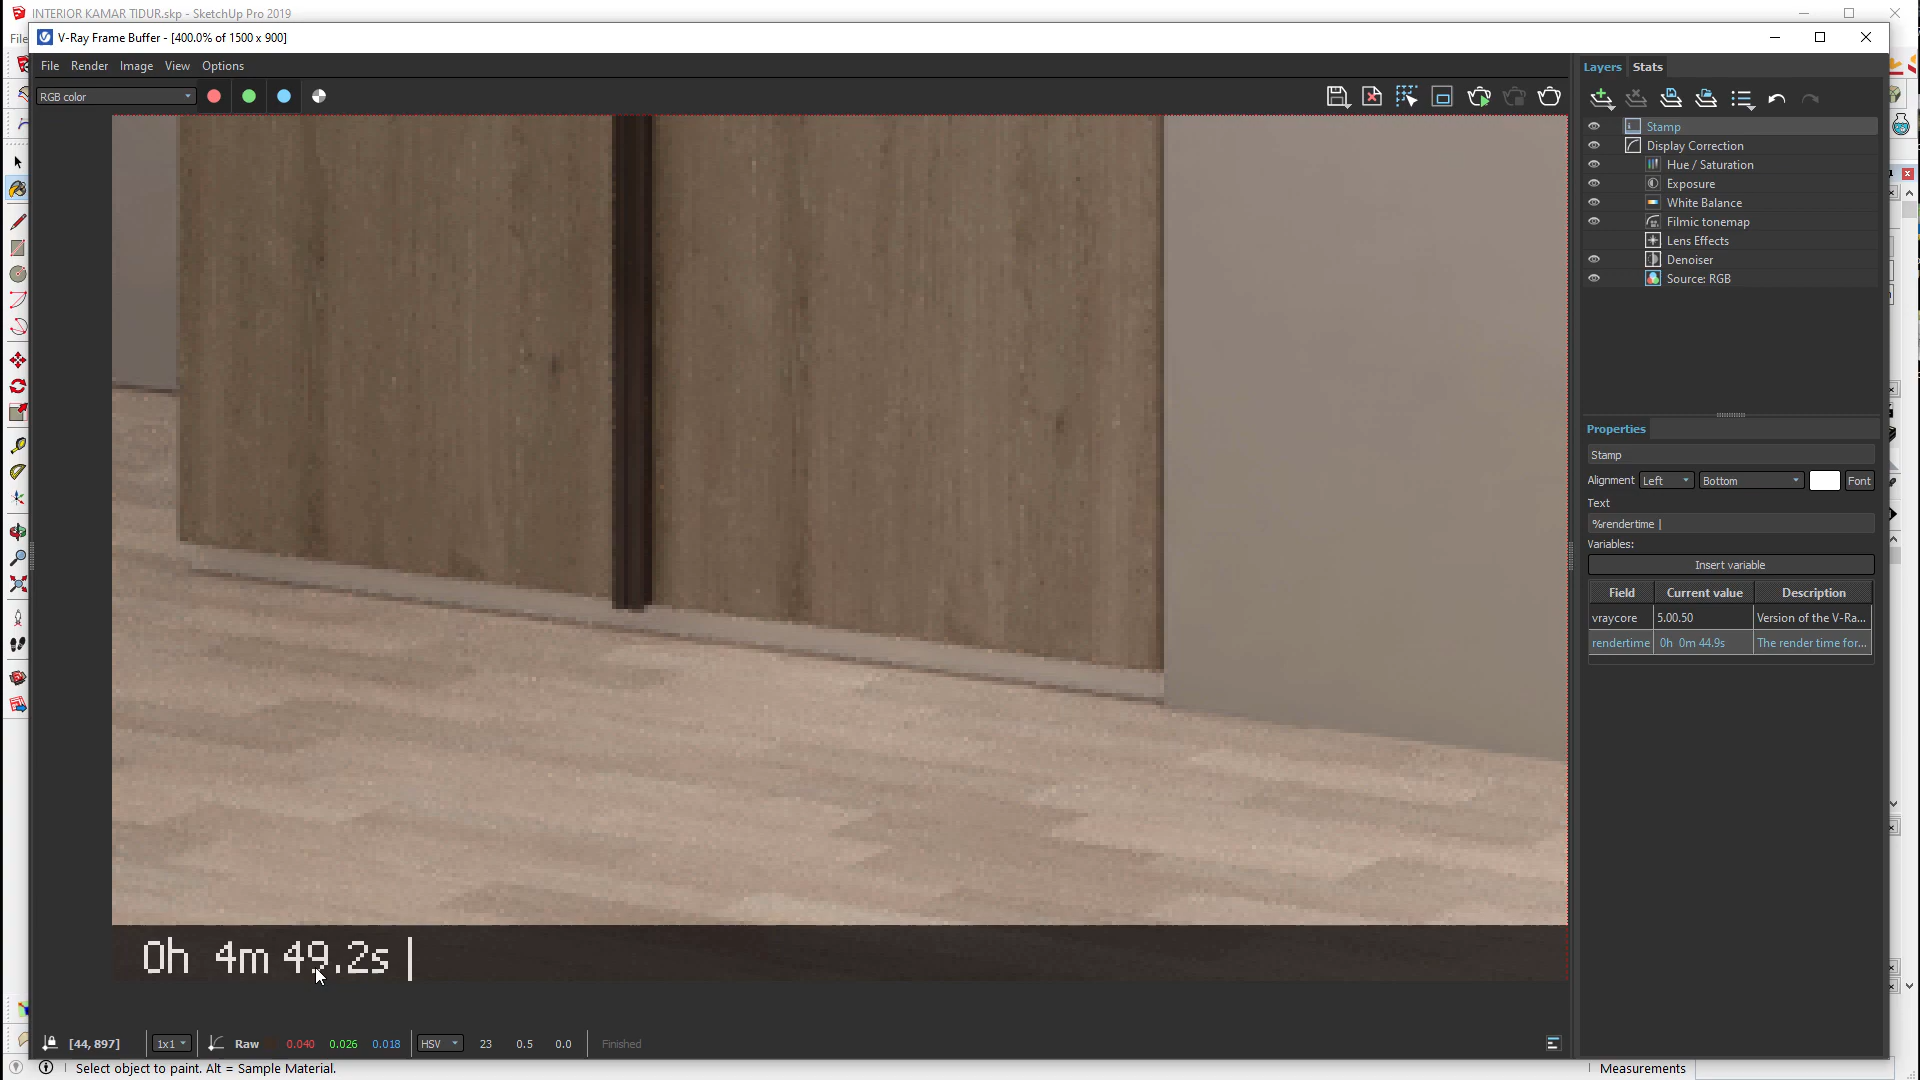 INTERIOR KAMAR TIDUR.skp - SketchUp Pro 2019
File
V-Ray Frame Buffer - [400.0% of 1500 x 900]
File Render Image View Options
RGB color
Layers Stats
Stamp
Display Correction
Hue / Saturation
Exposure
White Balance
Filmic tonemap
Lens Effects
Denoiser
Source: RGB
Properties
Stamp
Alignment Left Bottom Font
Text
%rendertime |
Variables:
Insert variable
Field Current value Description
vraycore 5.00.50 Version of the V-Ra...
rendertime 0h 0m 44.9s The render time for...
0h 4m 49.2s |
[44, 897] 1x1 Raw 0.040 0.026 0.018 HSV 23 0.5 0.0 Finished
Select object to paint. Alt = Sample Material. Measurements